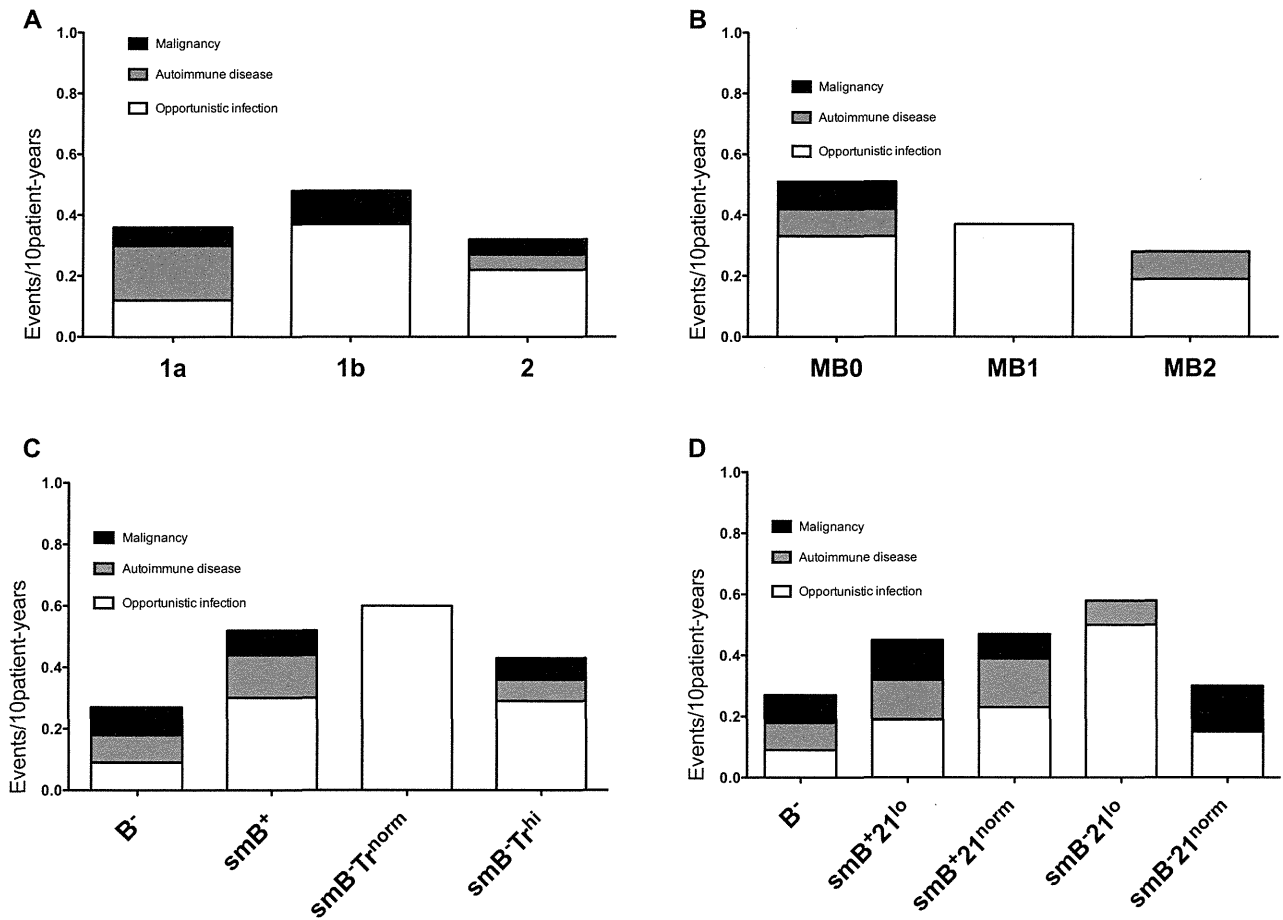 A
1.0
0.8
0.6
0.4
0.2
0.0
Events/10patient-years
Malignancy
Autoimmune disease
Opportunistic infection
1a 1b 2
B
1.0
0.8
0.6
0.4
0.2
0.0
Events/10patient-years
Malignancy
Autoimmune disease
Opportunistic infection
MB0 MB1 MB2
C
1.0
0.8
0.6
0.4
0.2
0.0
Events/10patient-years
Malignancy
Autoimmune disease
Opportunistic infection
B-
smB+
smB-Trnorm
smB-Trhi
D
1.0
0.8
0.6
0.4
0.2
0.0
Events/10patient-years
Malignancy
Autoimmune disease
Opportunistic infection
B-
smB+21lo
smB+21norm
smB-21lo
smB-21norm